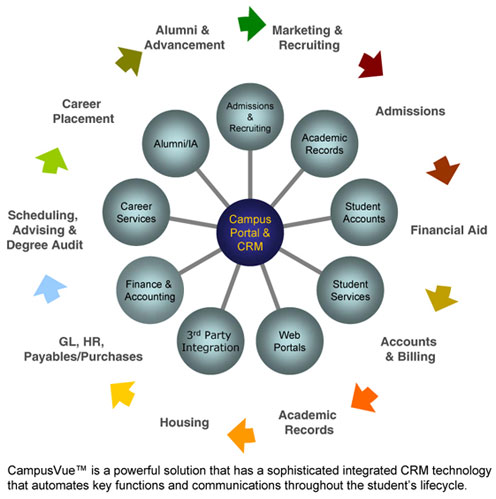 Alumni &
Advancement
Marketing &
Recruiting
Career
Placement
Admissions
Admissions
&
Recruiting
Alumni/IA
Academic
Records
Career
Services
Student
Accounts
Scheduling,
Advising &
Degree Audit
Campus
Portal &
CRM
Financial Aid
Finance &
Accounting
Student
Services
3rd Party
Integration
Web
Portals
GL, HR,
Payables/Purchases
Accounts
& Billing
Housing
Academic
Records
CampusVue™ is a powerful solution that has a sophisticated integrated CRM technology
that automates key functions and communications throughout the student's lifecycle.